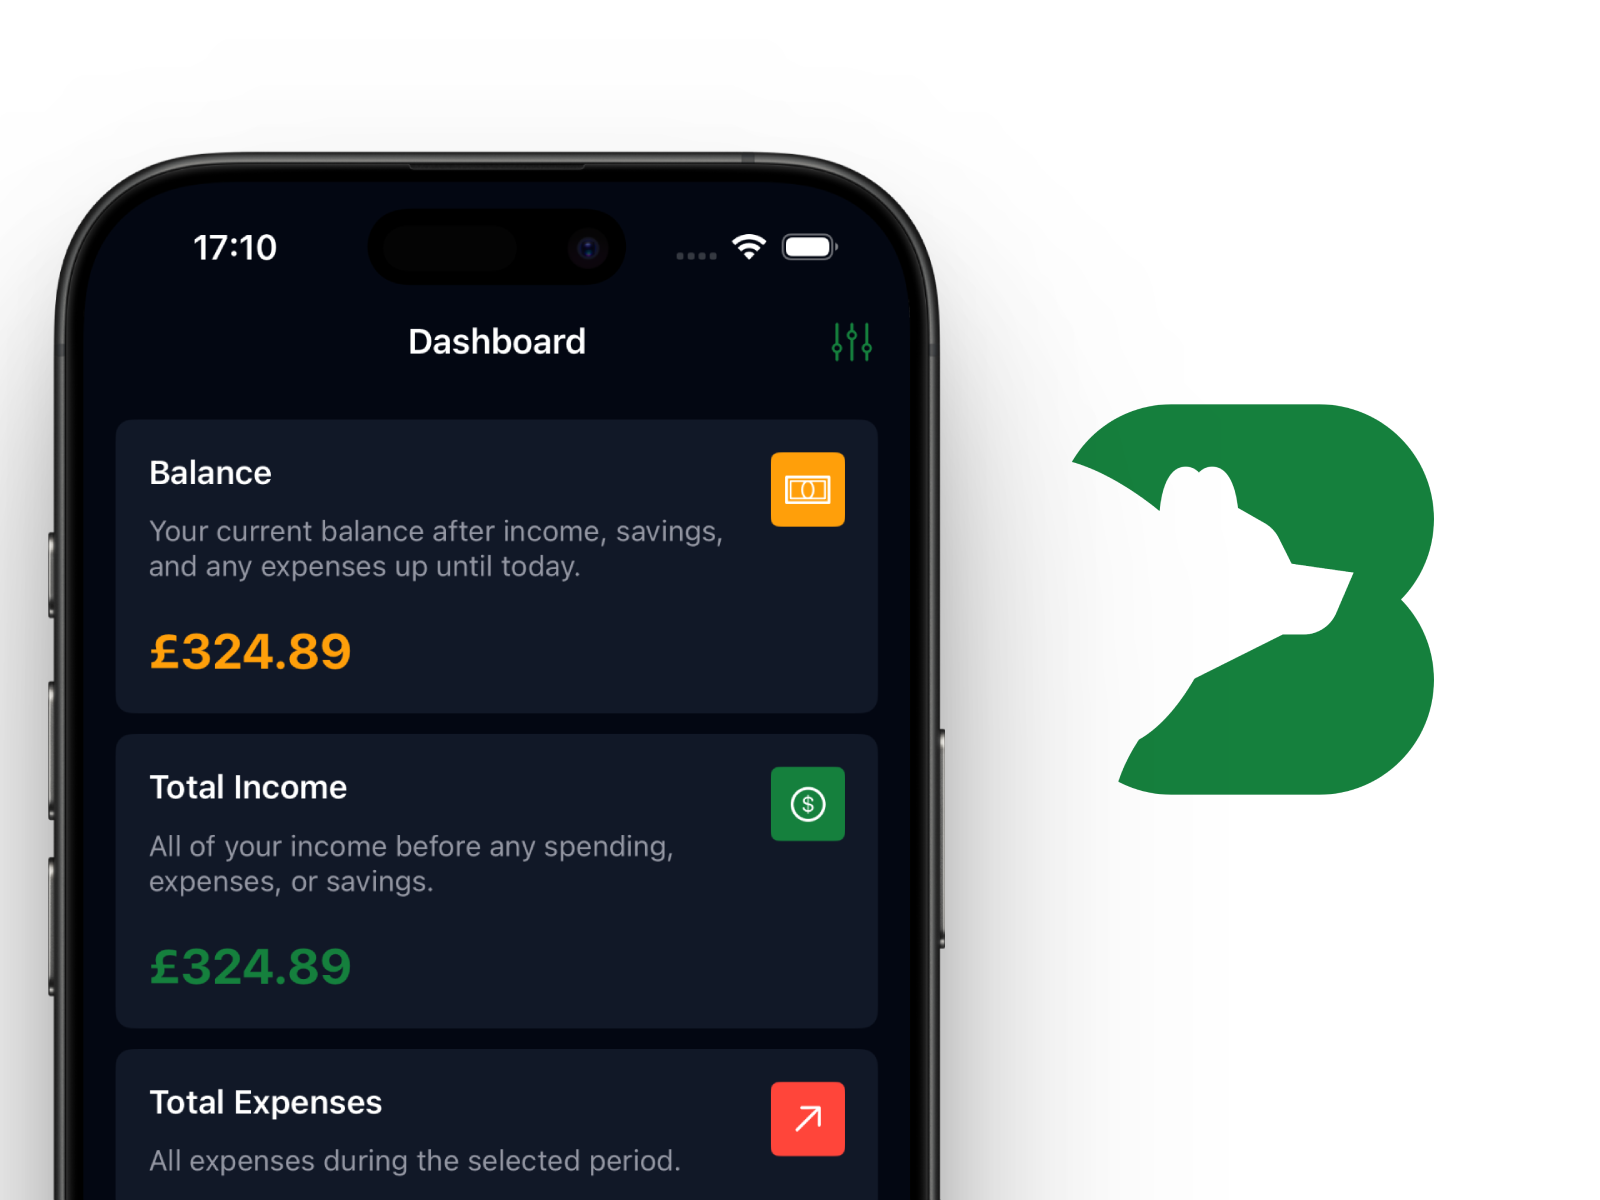 17:10
Dashboard
Balance
Your current balance after income, savings,
and any expenses up until today.
£324.89
Total Income
$
All of your income before any spending,
expenses, or savings.
£324.89
Total Expenses
All expenses during the selected period.